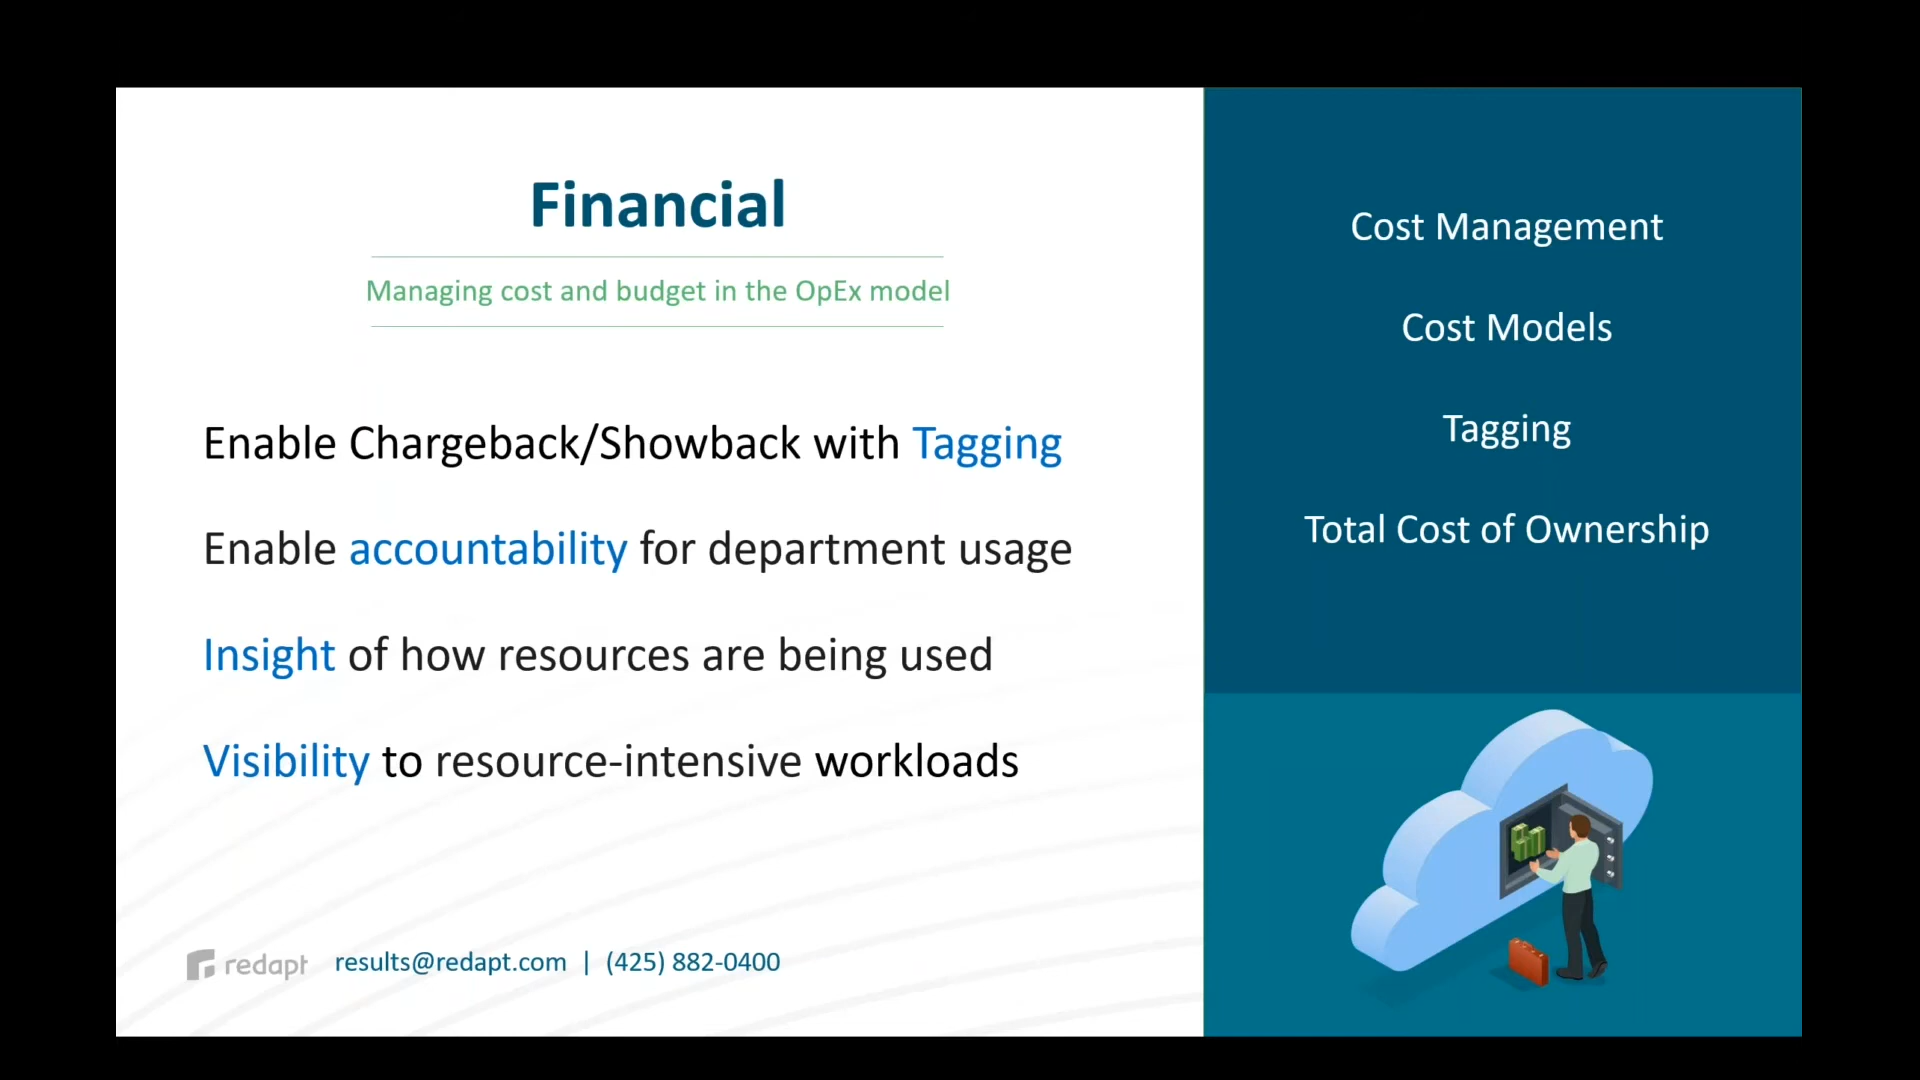 Financial
Managing cost and budget in the OpEx model
Enable Chargeback/Showback with Tagging
Enable accountability for department usage
Insight of how resources are being used
Visibility to resource-intensive workloads
redapt results@redapt.com | (425) 882-0400
Cost Management
Cost Models
Tagging
Total Cost of Ownership